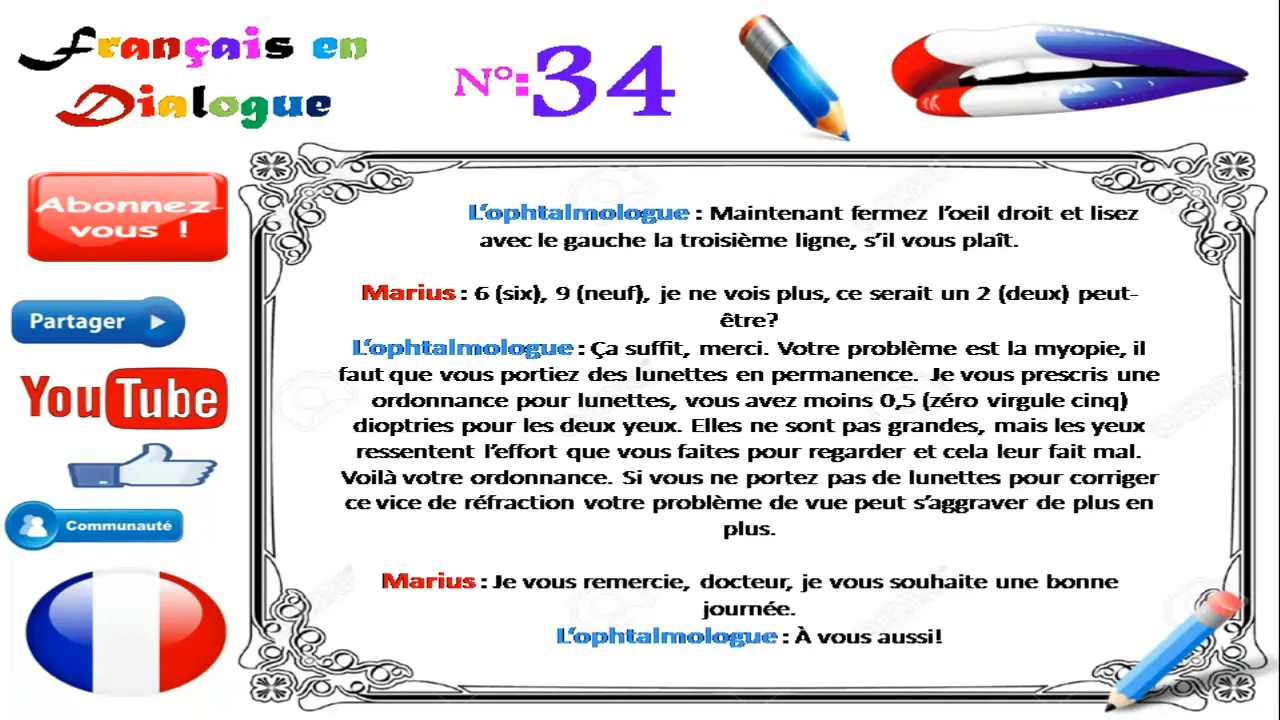 Français en
Dialogue
N°:34
Abonnez-
vous !
Partager
YouTube
Communauté
L'ophtalmologue : Maintenant fermez l'oeil droit et lisez
avec le gauche la troisième ligne, s'il vous plaît.
Marius : 6 (six), 9 (neuf), je ne vois plus, ce serait un 2 (deux) peut-
être?
L'ophtalmologue : Ça suffit, merci. Votre problème est la myopie, il
faut que vous portiez des lunettes en permanence. Je vous prescris une
ordonnance pour lunettes, vous avez moins 0,5 (zéro virgule cinq)
dioptries pour les deux yeux. Elles ne sont pas grandes, mais les yeux
ressentent l'effort que vous faites pour regarder et cela leur fait mal.
Voilà votre ordonnance. Si vous ne portez pas de lunettes pour corriger
ce vice de réfraction votre problème de vue peut s'aggraver de plus en
plus.
Marius : Je vous remercie, docteur, je vous souhaite une bonne
journée.
L'ophtalmologue : À vous aussi!